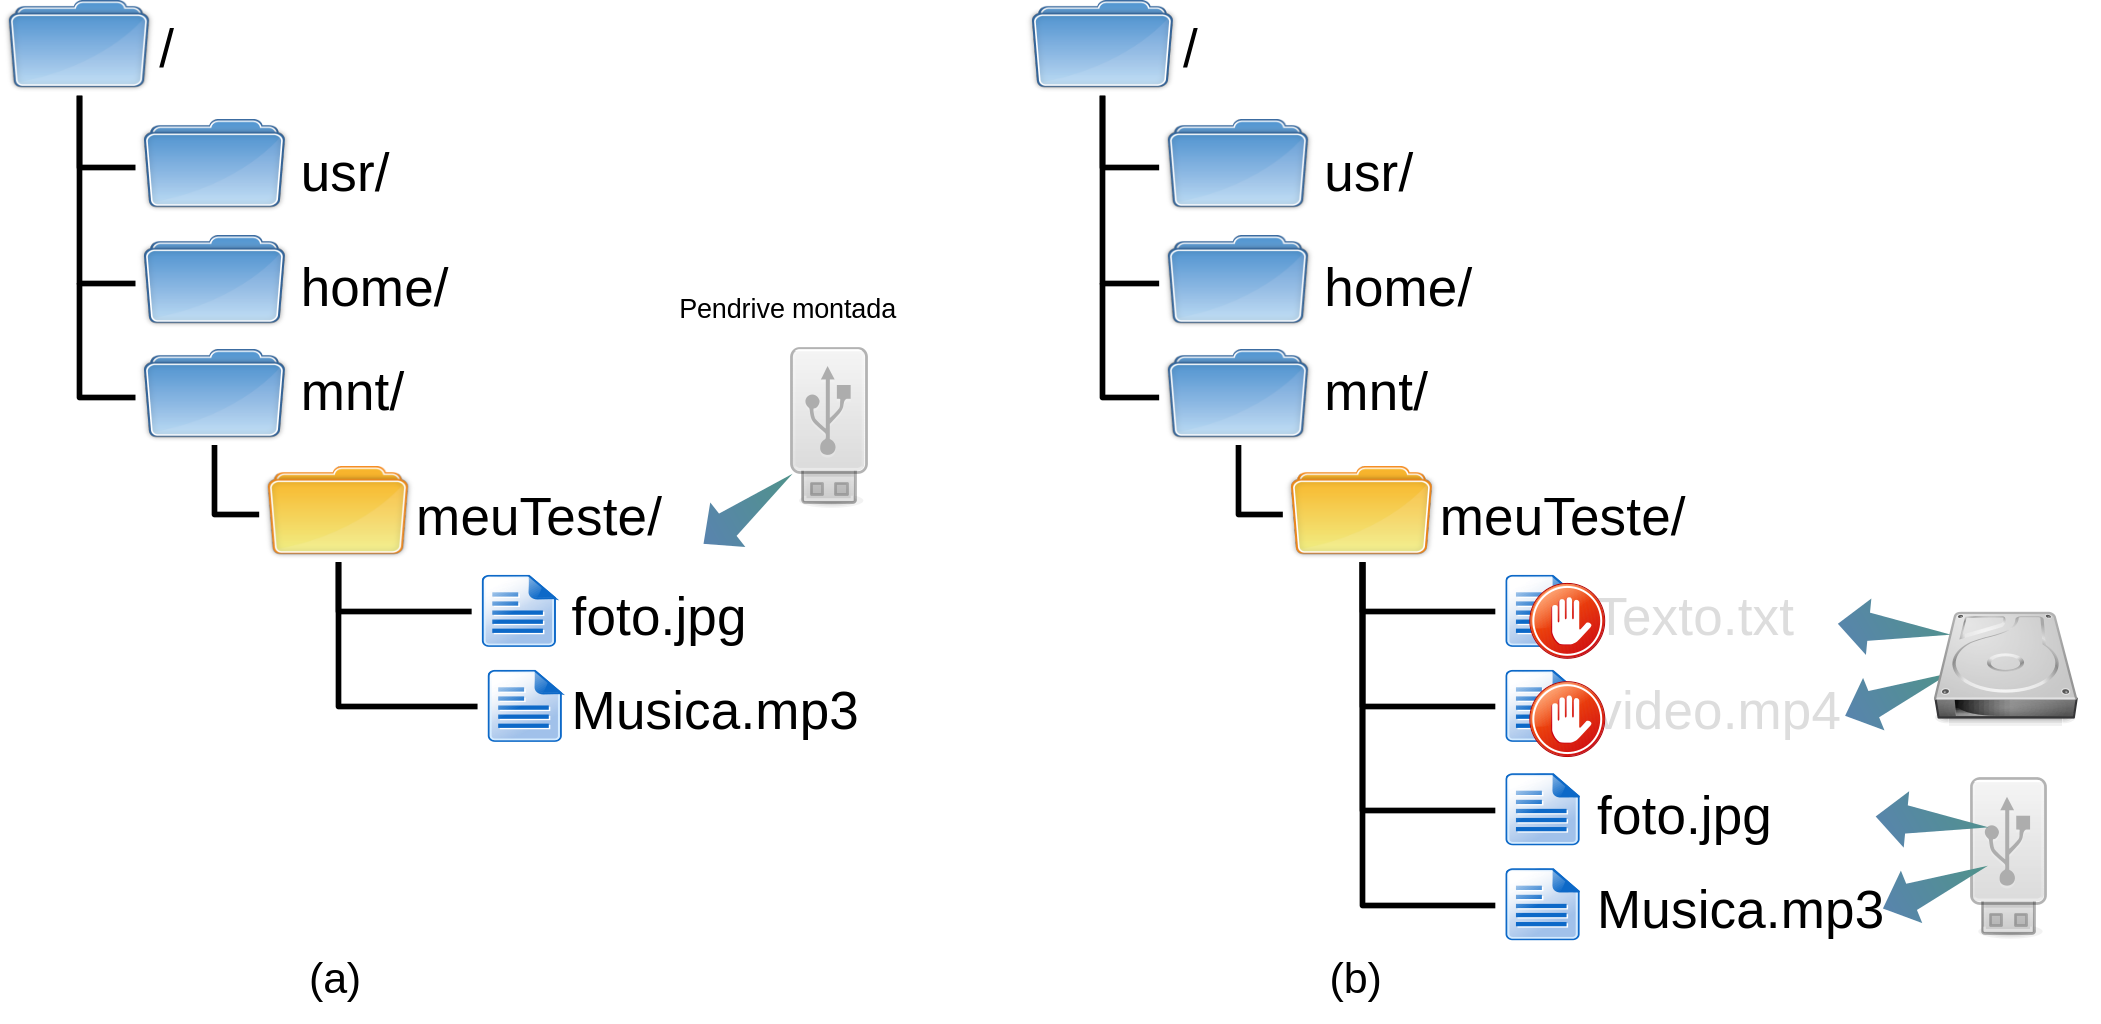 /
usr/
home/
mnt/
Pendrive montada
meuTeste/
foto.jpg
Musica.mp3
(a)
/
usr/
home/
mnt/
meuTeste/
Texto.txt
video.mp4
foto.jpg
Musica.mp3
(b)